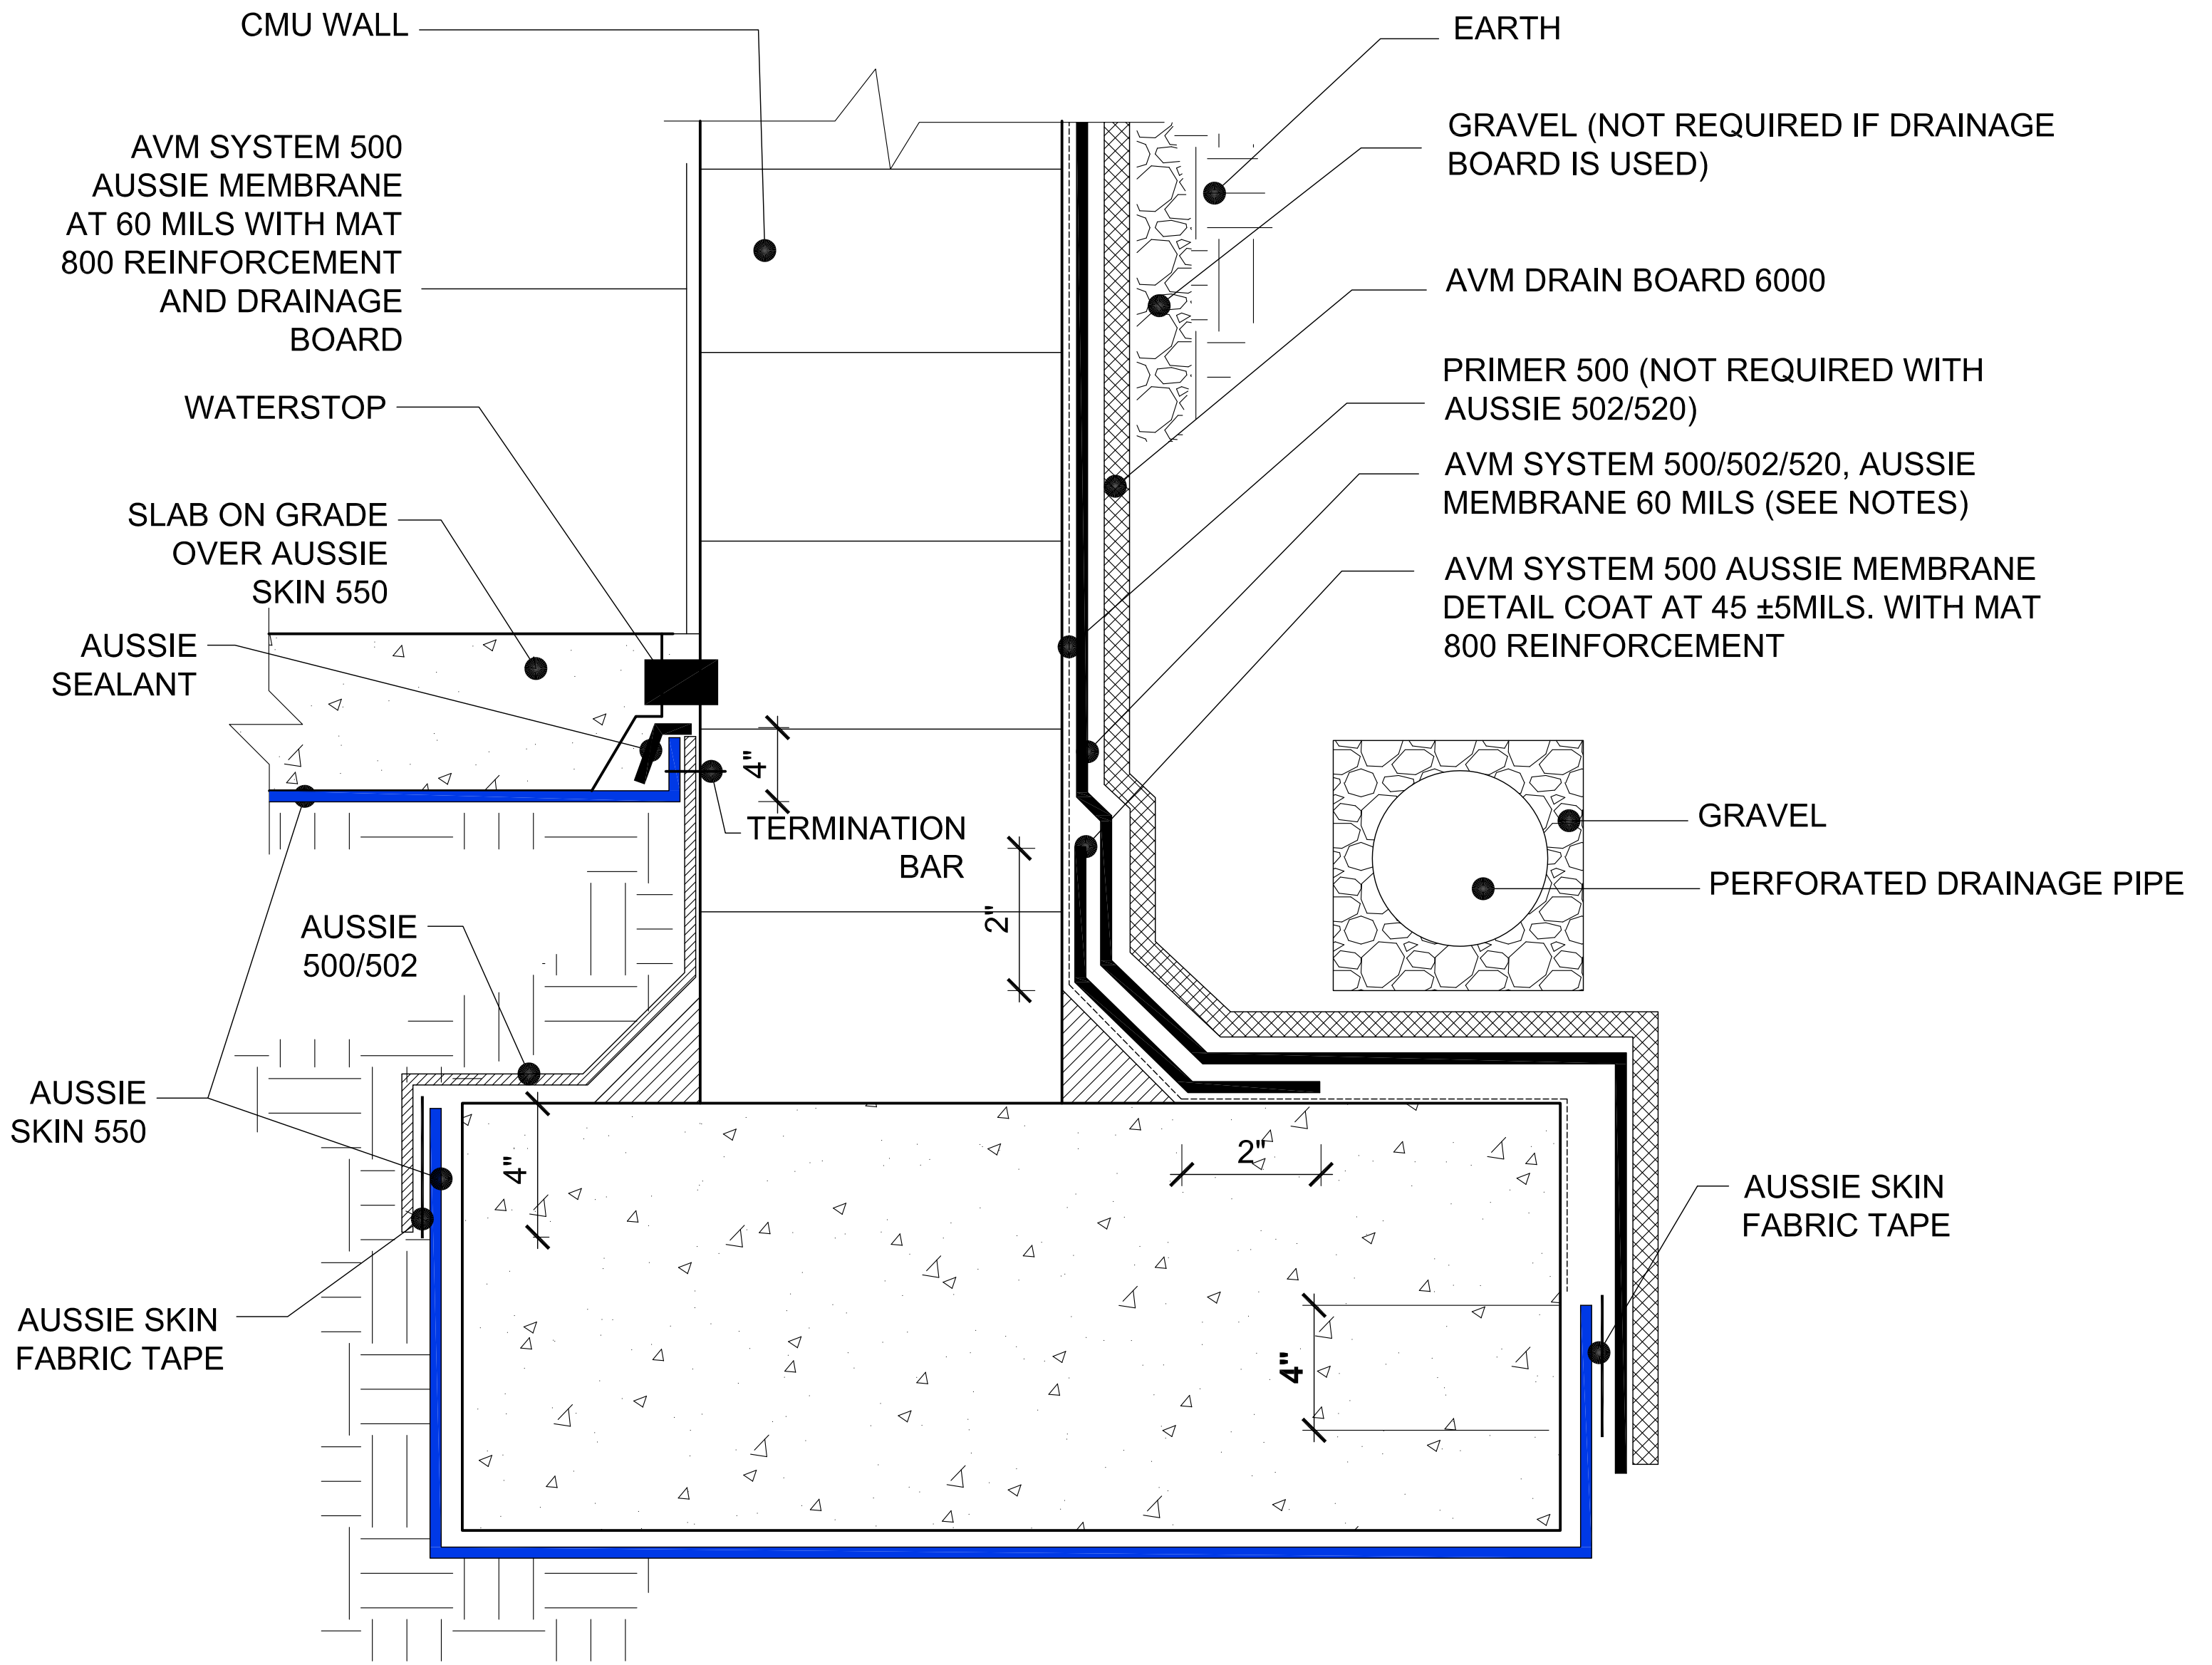 CMU WALL
AVM SYSTEM 500
AUSSIE MEMBRANE
AT 60 MILS WITH MAT
800 REINFORCEMENT
AND DRAINAGE
BOARD
WATERSTOP
SLAB ON GRADE
OVER AUSSIE
SKIN 550
AUSSIE
SEALANT
4"
TERMINATION
BAR
2"
AUSSIE
500/502
AUSSIE
SKIN 550
4"
2"
4"
AUSSIE SKIN
FABRIC TAPE
EARTH
GRAVEL (NOT REQUIRED IF DRAINAGE
BOARD IS USED)
AVM DRAIN BOARD 6000
PRIMER 500 (NOT REQUIRED WITH
AUSSIE 502/520)
AVM SYSTEM 500/502/520, AUSSIE
MEMBRANE 60 MILS (SEE NOTES)
AVM SYSTEM 500 AUSSIE MEMBRANE
DETAIL COAT AT 45 ±5MILS. WITH MAT
800 REINFORCEMENT
GRAVEL
PERFORATED DRAINAGE PIPE
AUSSIE SKIN
FABRIC TAPE